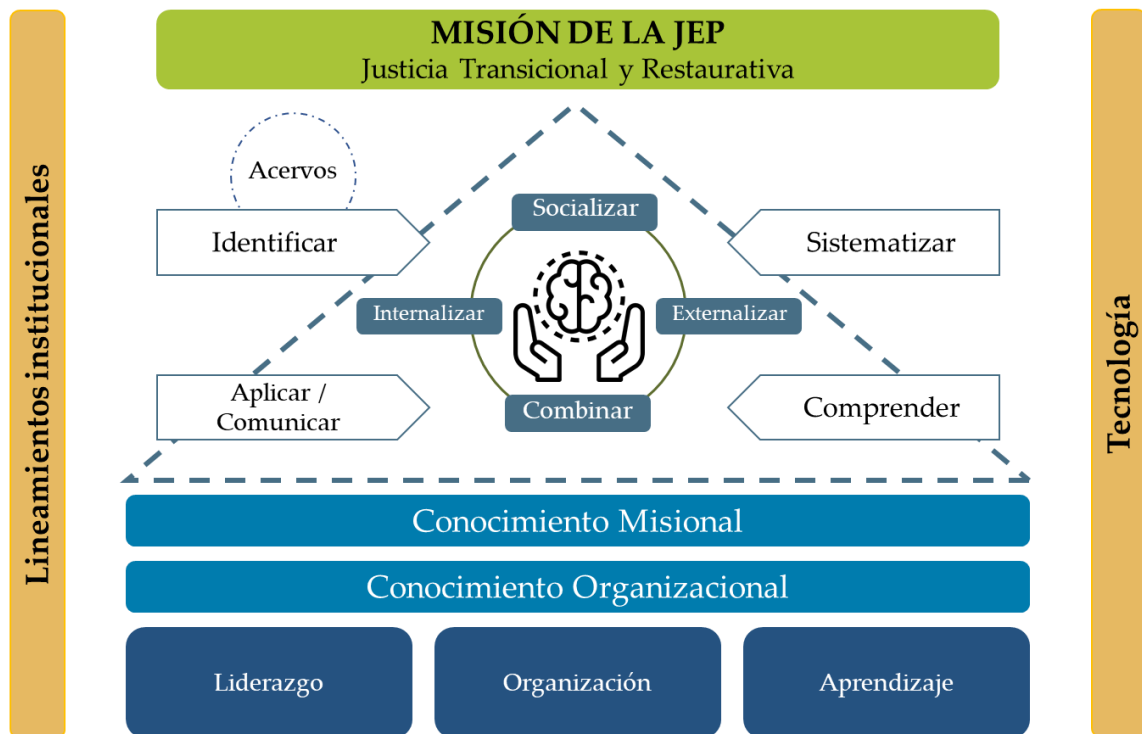 MISIÓN DE LA JEP
Justicia Transicional y Restaurativa
Lineamientos institucionales
Acervos
Identificar
Socializar
Sistematizar
Internalizar
Externalizar
Aplicar /
Comunicar
Combinar
Comprender
Tecnología
Conocimiento Misional
Conocimiento Organizacional
Liderazgo
Organización
Aprendizaje